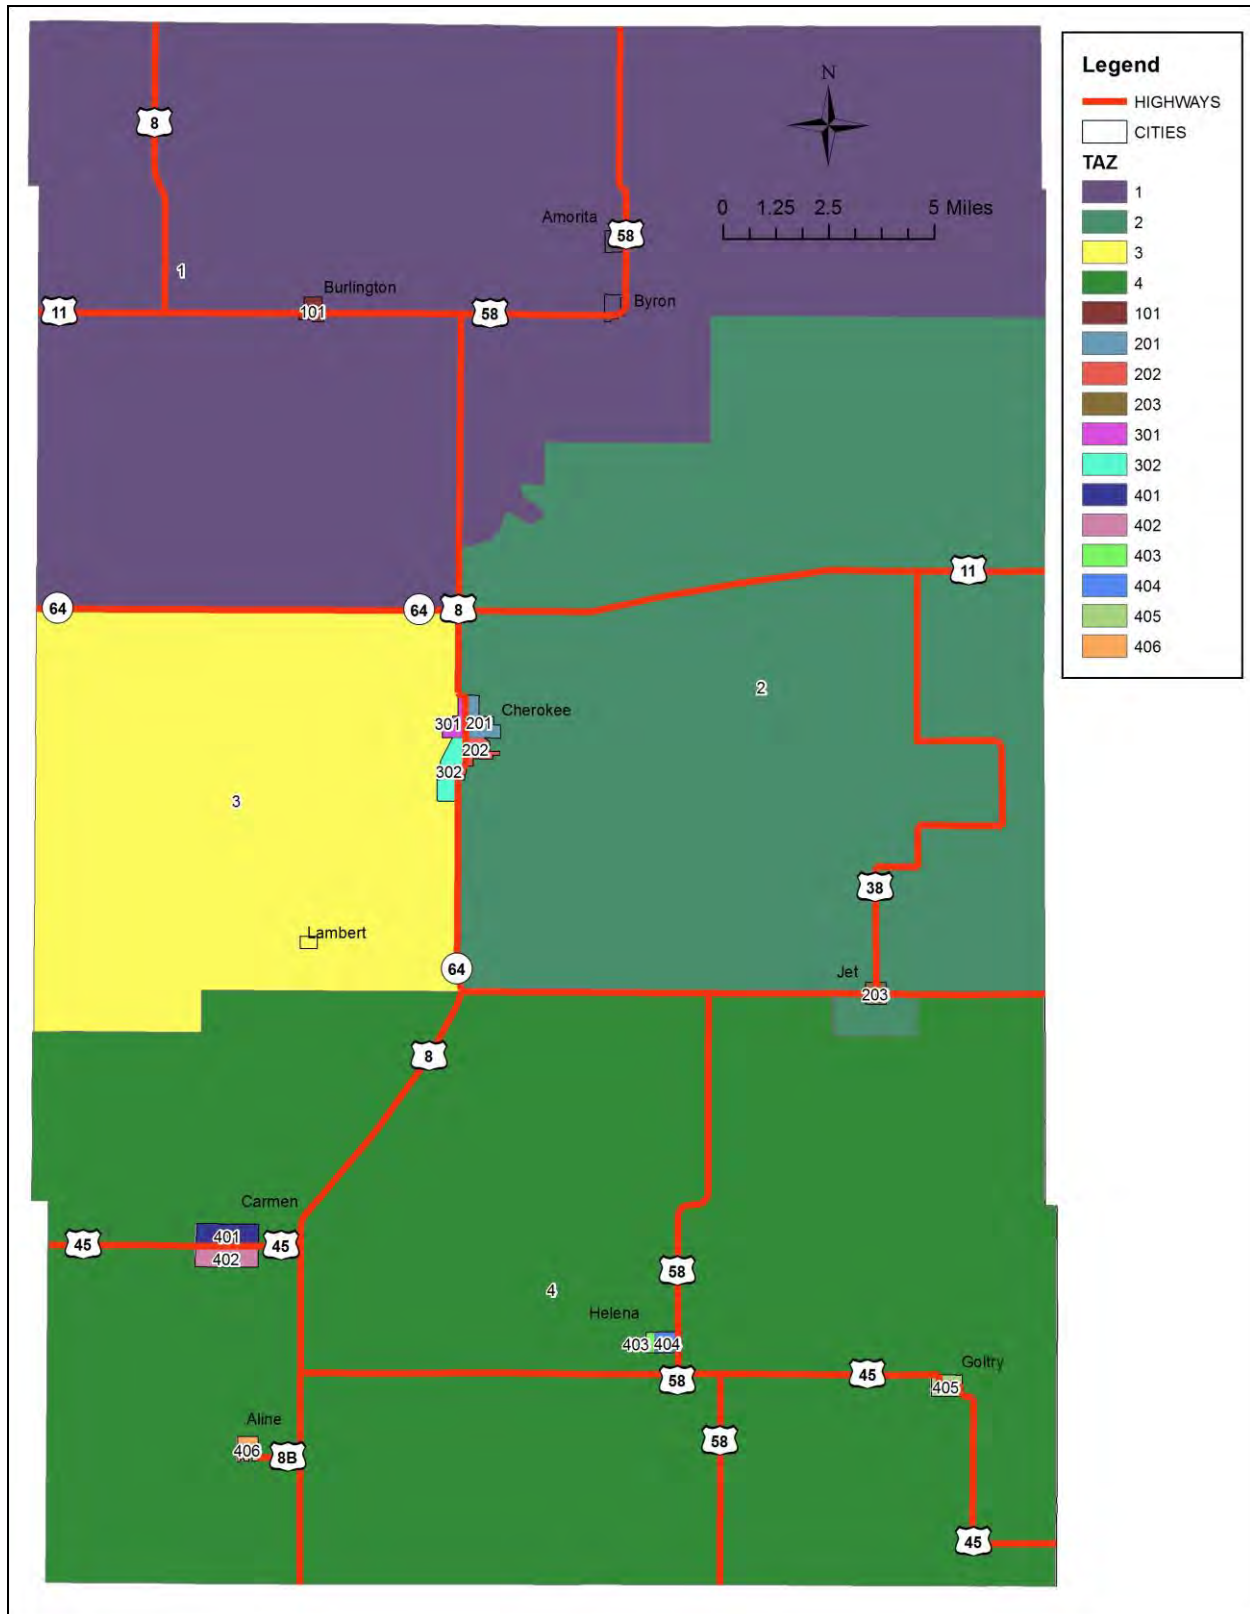 Legend
HIGHWAYS
CITIES
TAZ
1
2
3
4
101
201
202
203
301
302
401
402
403
404
405
406
N
0 1.25 2.5 5 Miles
8
Amorita
58
1
Burlington
11
101
58
Byron
11
64
64
8
2
Cherokee
301
201
202
302
3
38
Lambert
64
Jet
203
8
Carmen
401
45
45
402
58
4
Helena
403
404
58
45
Goltry
405
Aline
406
8B
58
45